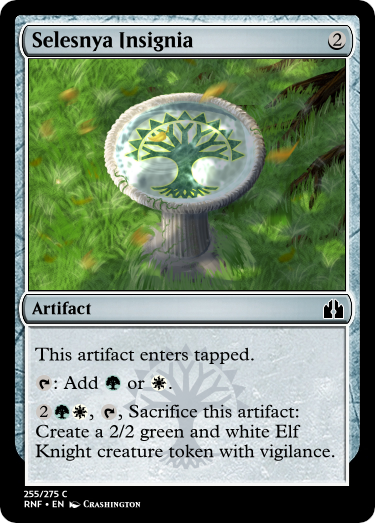 Selesnya Insignia 2
Artifact
This artifact enters tapped.
: Add or .
2 , , Sacrifice this artifact:
Create a 2/2 green and white Elf
Knight creature token with vigilance.
255/275 C
RNF • EN Crashington